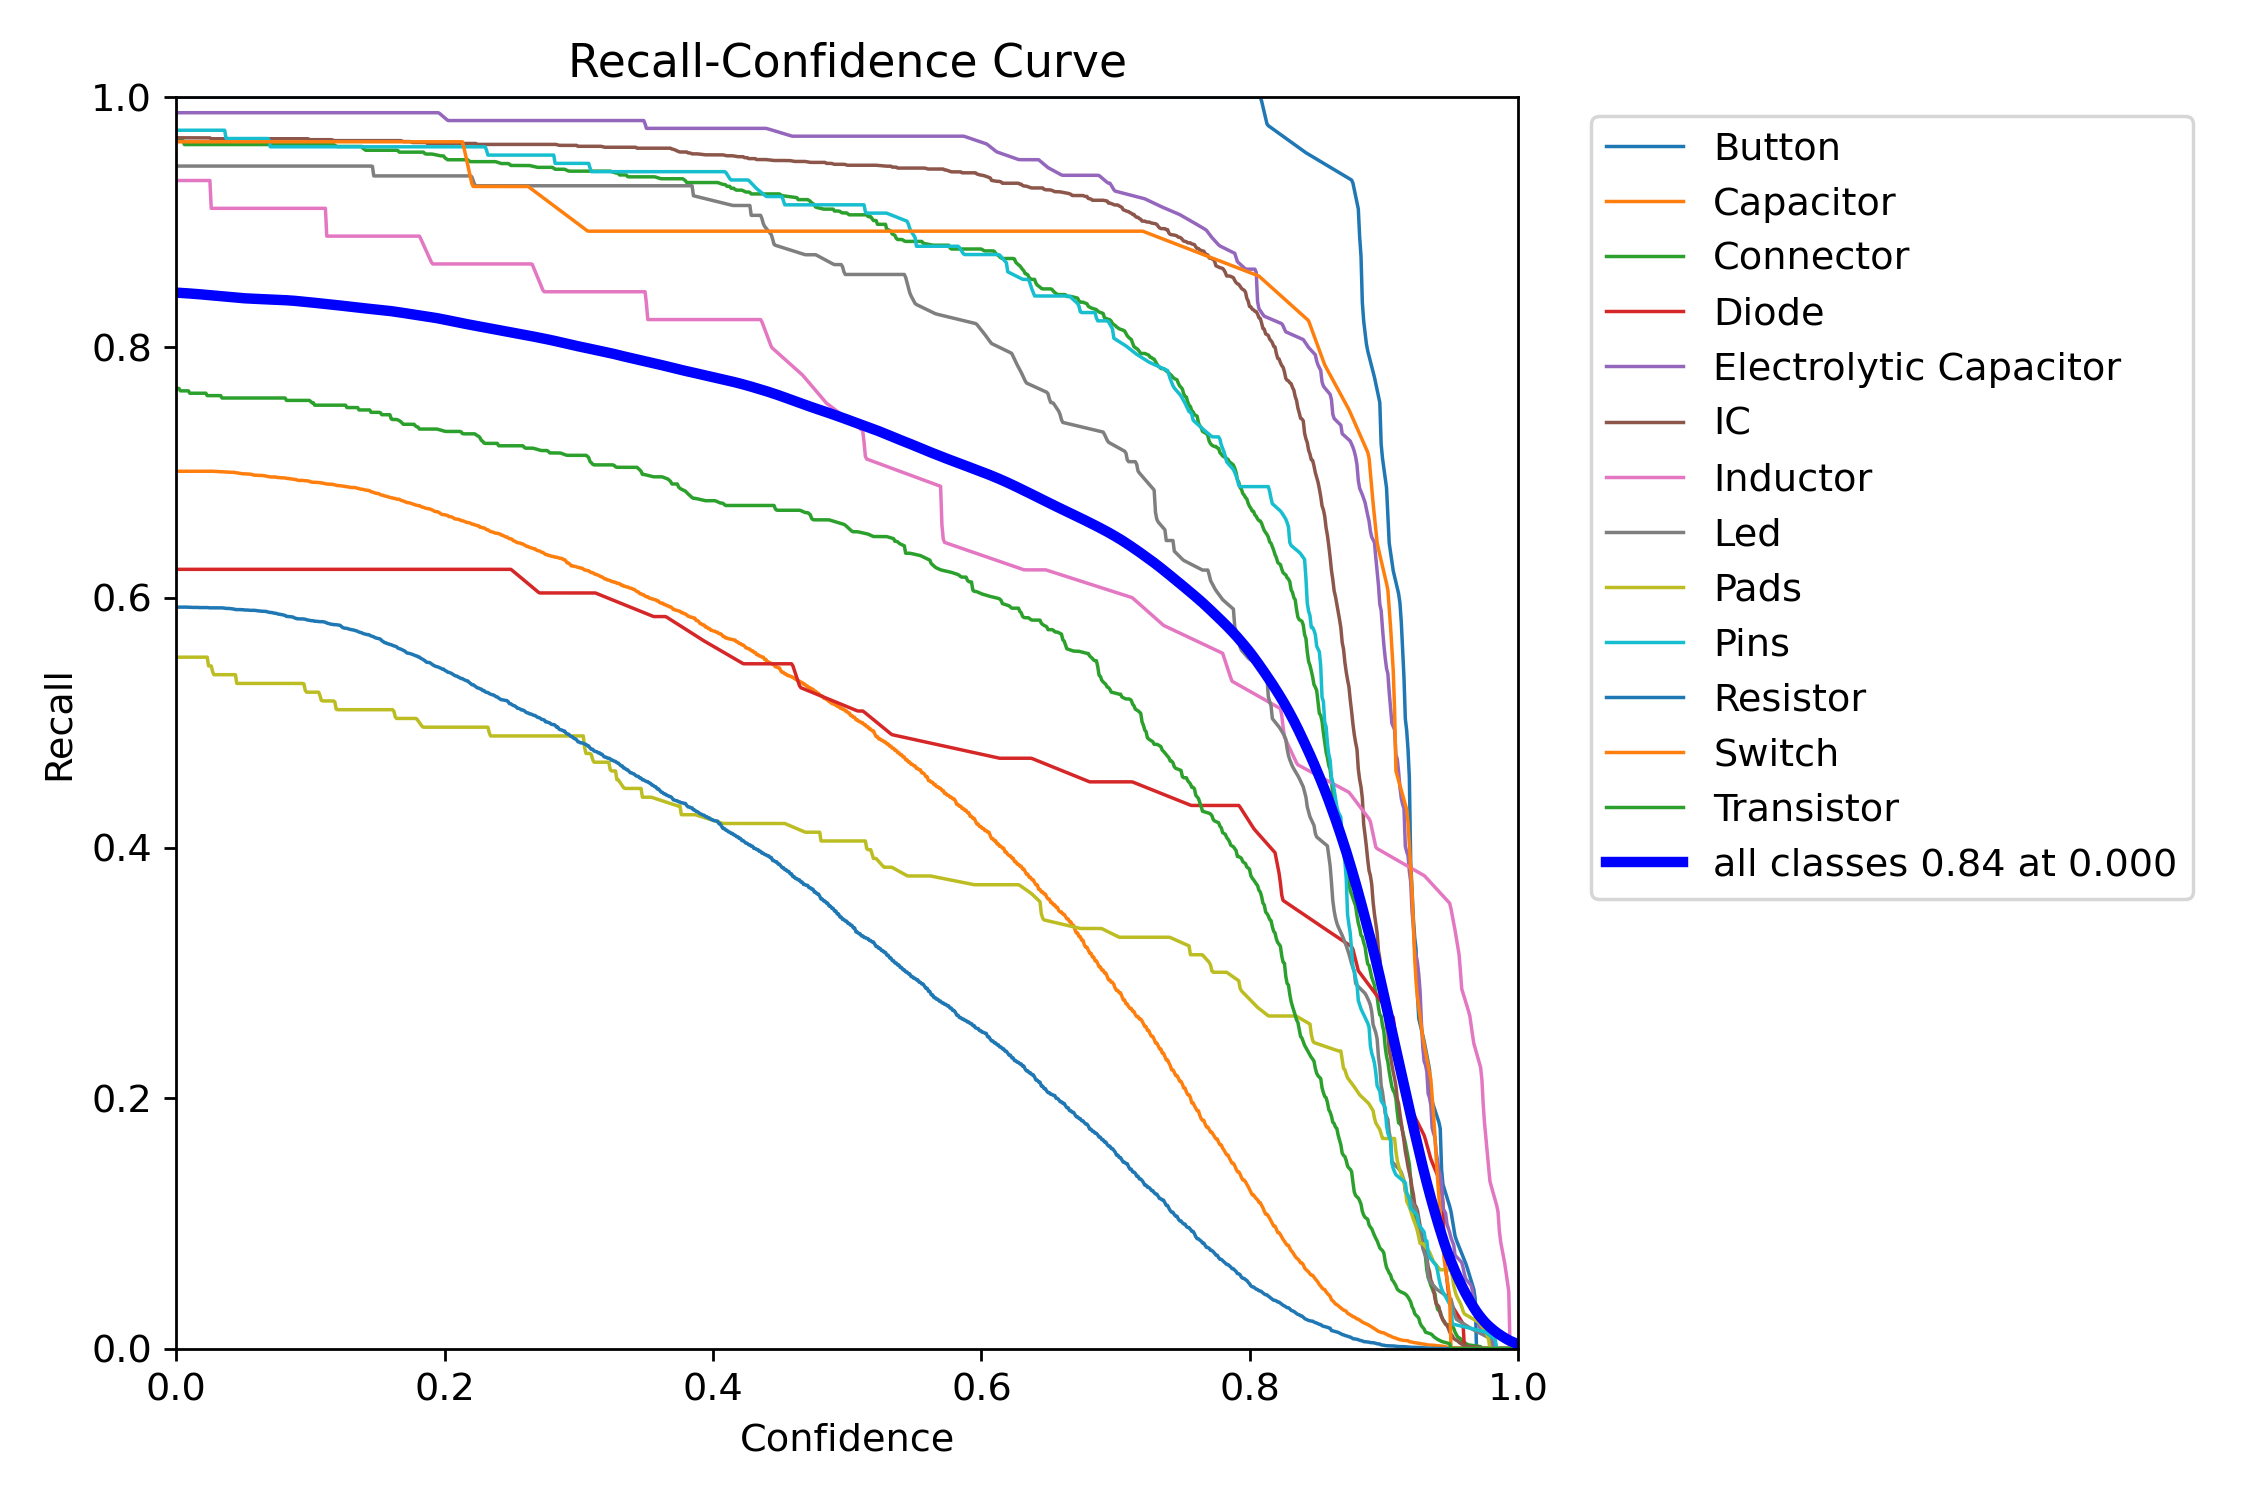 Recall-Confidence Curve
1.0
0.8
0.6
0.4
0.2
0.0
Recall
0.0 0.2 0.4 0.6 0.8 1.0
Confidence
Button
Capacitor
Connector
Diode
Electrolytic Capacitor
IC
Inductor
Led
Pads
Pins
Resistor
Switch
Transistor
all classes 0.84 at 0.000